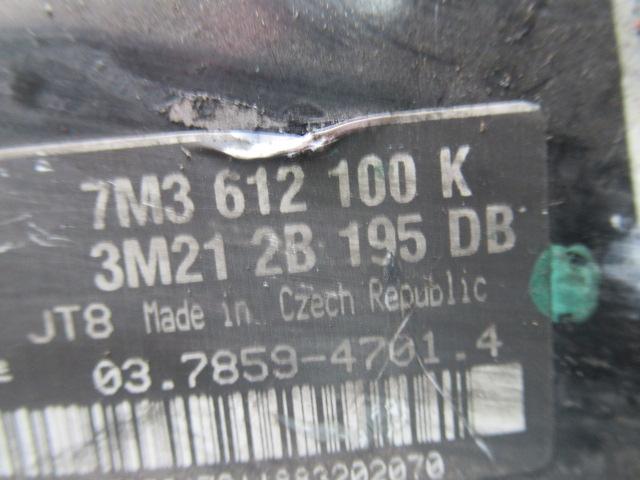 7M3 612 100 K
3M21 2B 195 DB
JT8 Made in Czech Republic
03.7859-4701.4